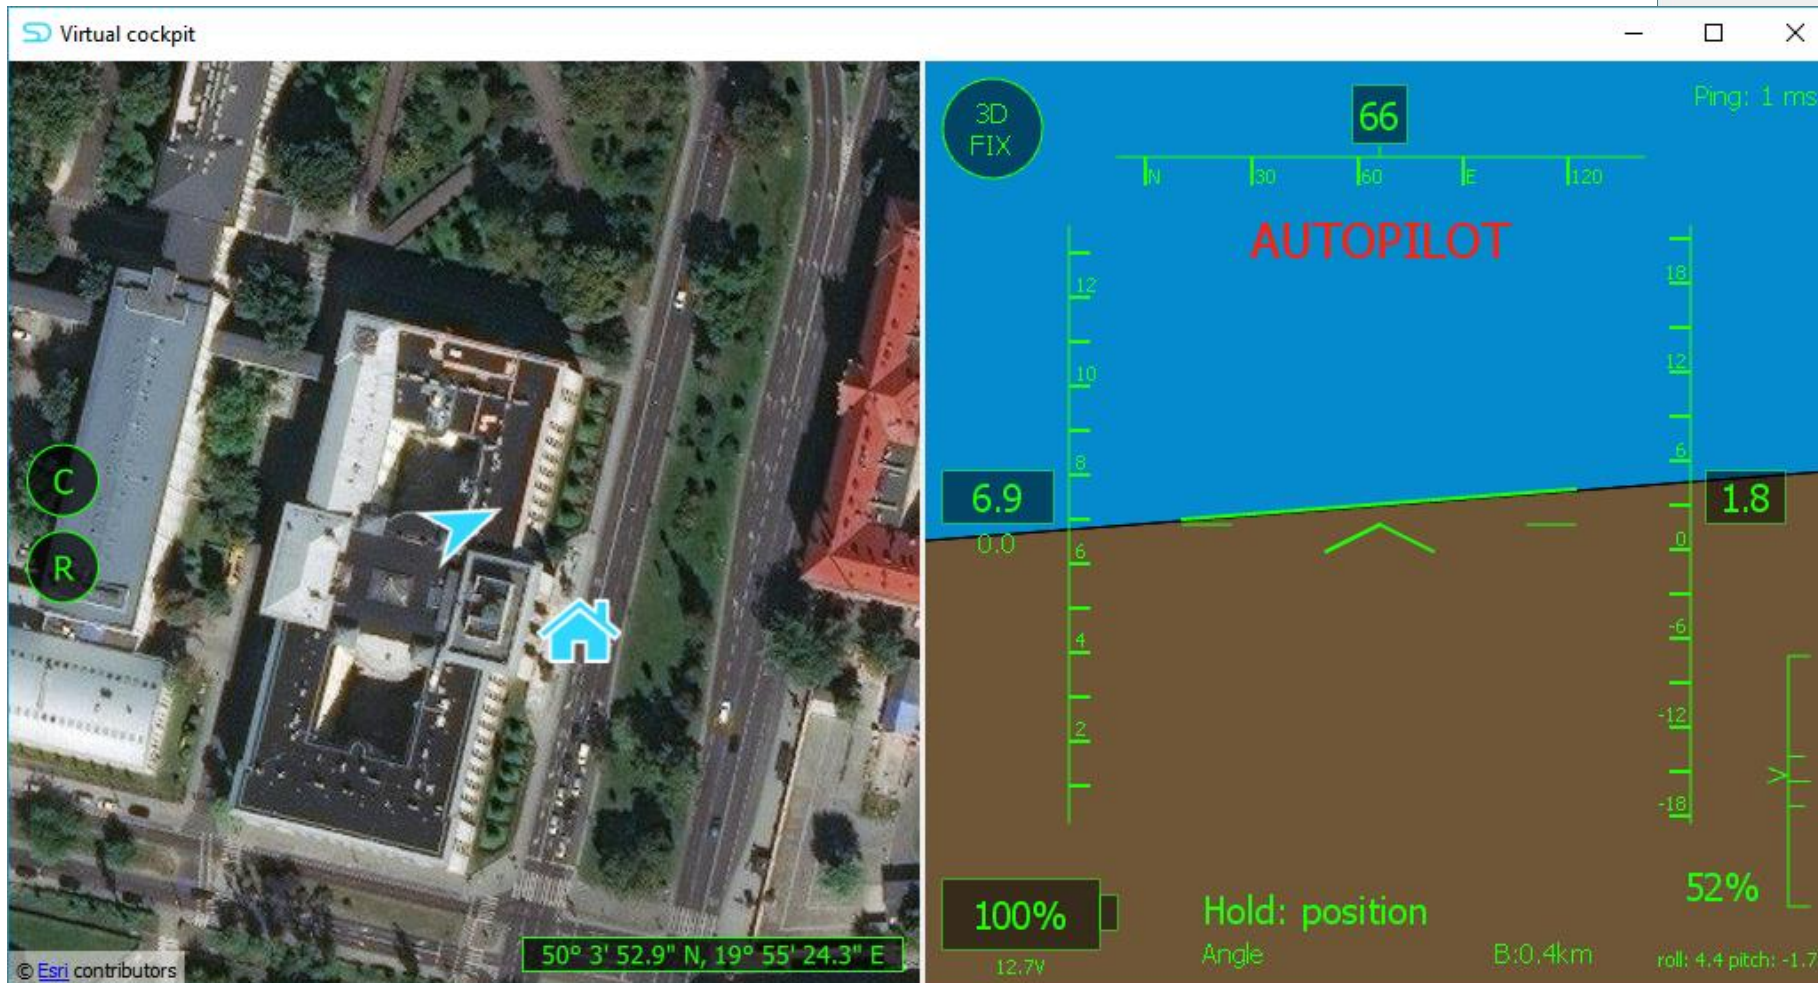 Virtual cockpit
C
R
50° 3' 52.9" N, 19° 55' 24.3" E
© Esri contributors
3D
FIX
66
Ping: 1 ms
N 30 60 E 120
AUTOPILOT
12
10
8
6
4
2
6.9
0.0
18
12
6
0
-6
-12
-18
1.8
52%
100%
12.7V
Hold: position
Angle
B:0.4km
roll: 4.4 pitch: -1.7